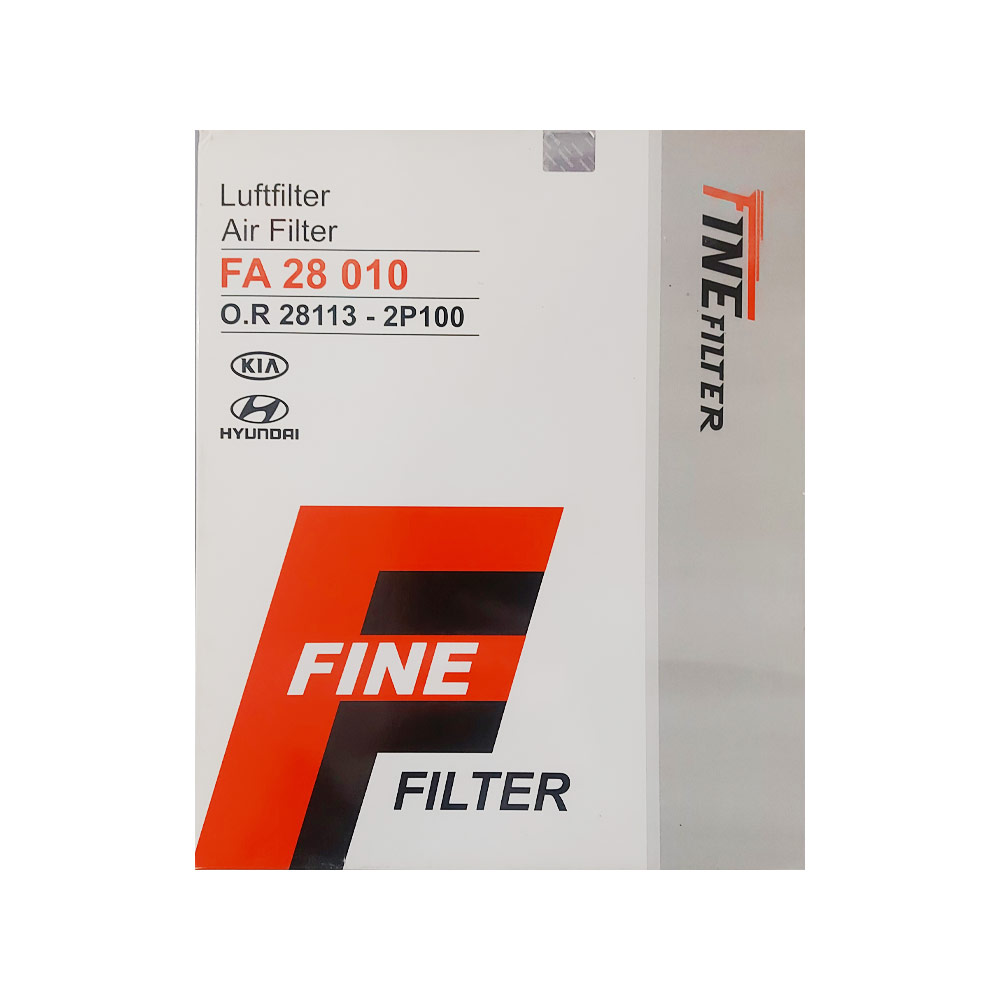 Luftfilter
Air Filter
FA 28 010
O.R 28113 - 2P100
KIA
HYUNDAI
FINE
FILTER
FINE FILTER